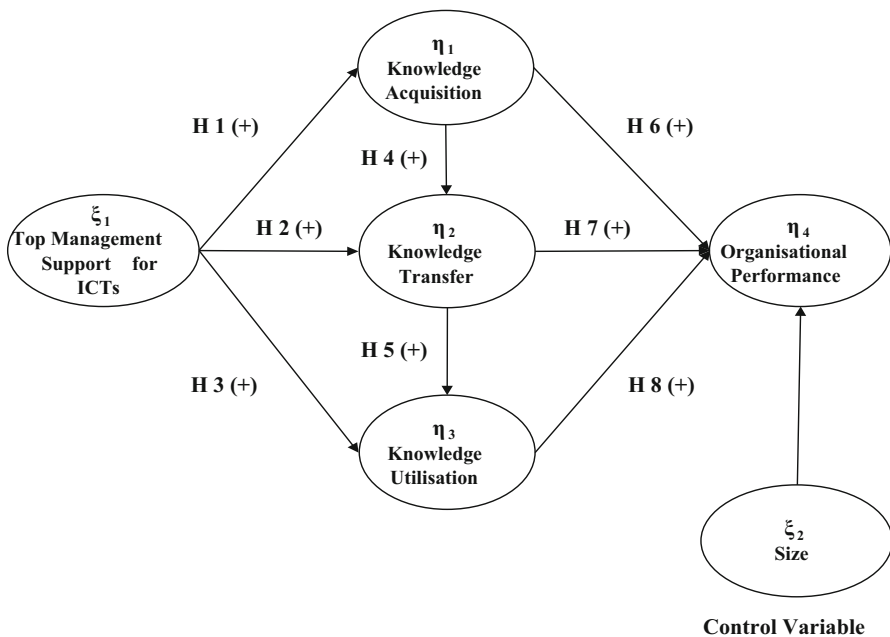 η₁
Knowledge
Acquisition
H 1 (+)
H 6 (+)
H 4 (+)
ξ₁
Top Management
Support for
ICTs
H 2 (+)
η₂
Knowledge
Transfer
H 7 (+)
η₄
Organisational
Performance
H 5 (+)
H 3 (+)
H 8 (+)
η₃
Knowledge
Utilisation
ξ₂
Size
Control Variable